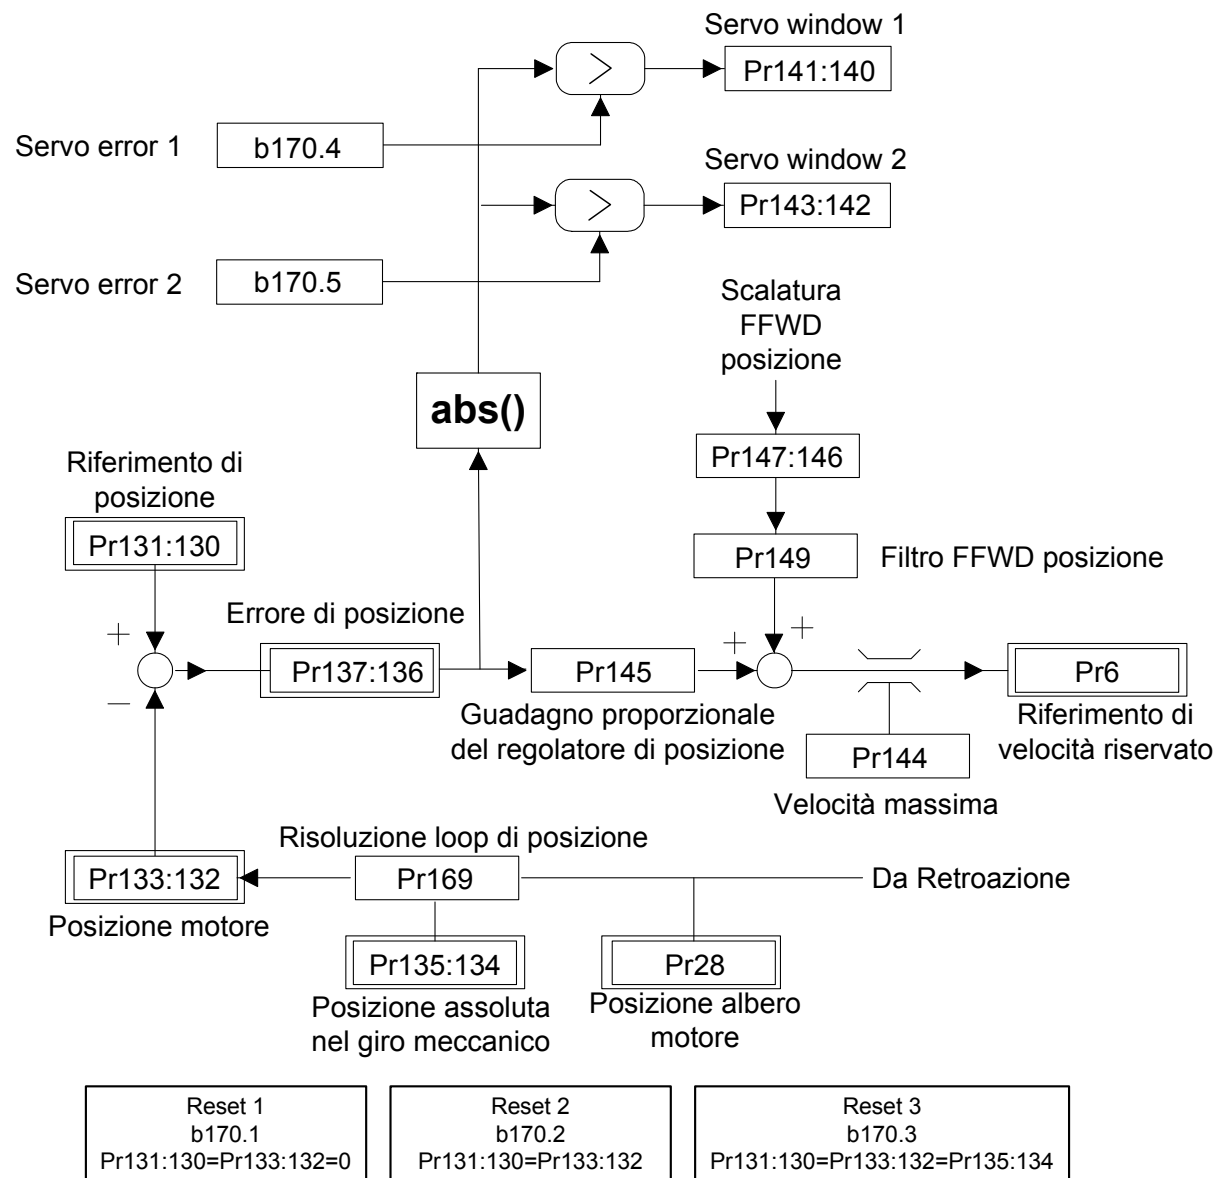 Servo window 1
Pr141:140
Servo error 1
b170.4
Servo window 2
Pr143:142
Servo error 2
b170.5
Scalatura
FFWD
posizione
abs()
Pr147:146
Riferimento di
posizione
Pr131:130
Pr149
Filtro FFWD posizione
Errore di posizione
Pr137:136
Pr145
Pr6
Guadagno proporzionale
del regolatore di posizione
Riferimento di
velocità riservato
Pr144
Velocità massima
Risoluzione loop di posizione
Pr133:132
Pr169
Da Retroazione
Posizione motore
Pr135:134
Pr28
Posizione assoluta
nel giro meccanico
Posizione albero
motore
Reset 1
b170.1
Pr131:130=Pr133:132=0
Reset 2
b170.2
Pr131:130=Pr133:132
Reset 3
b170.3
Pr131:130=Pr133:132=Pr135:134